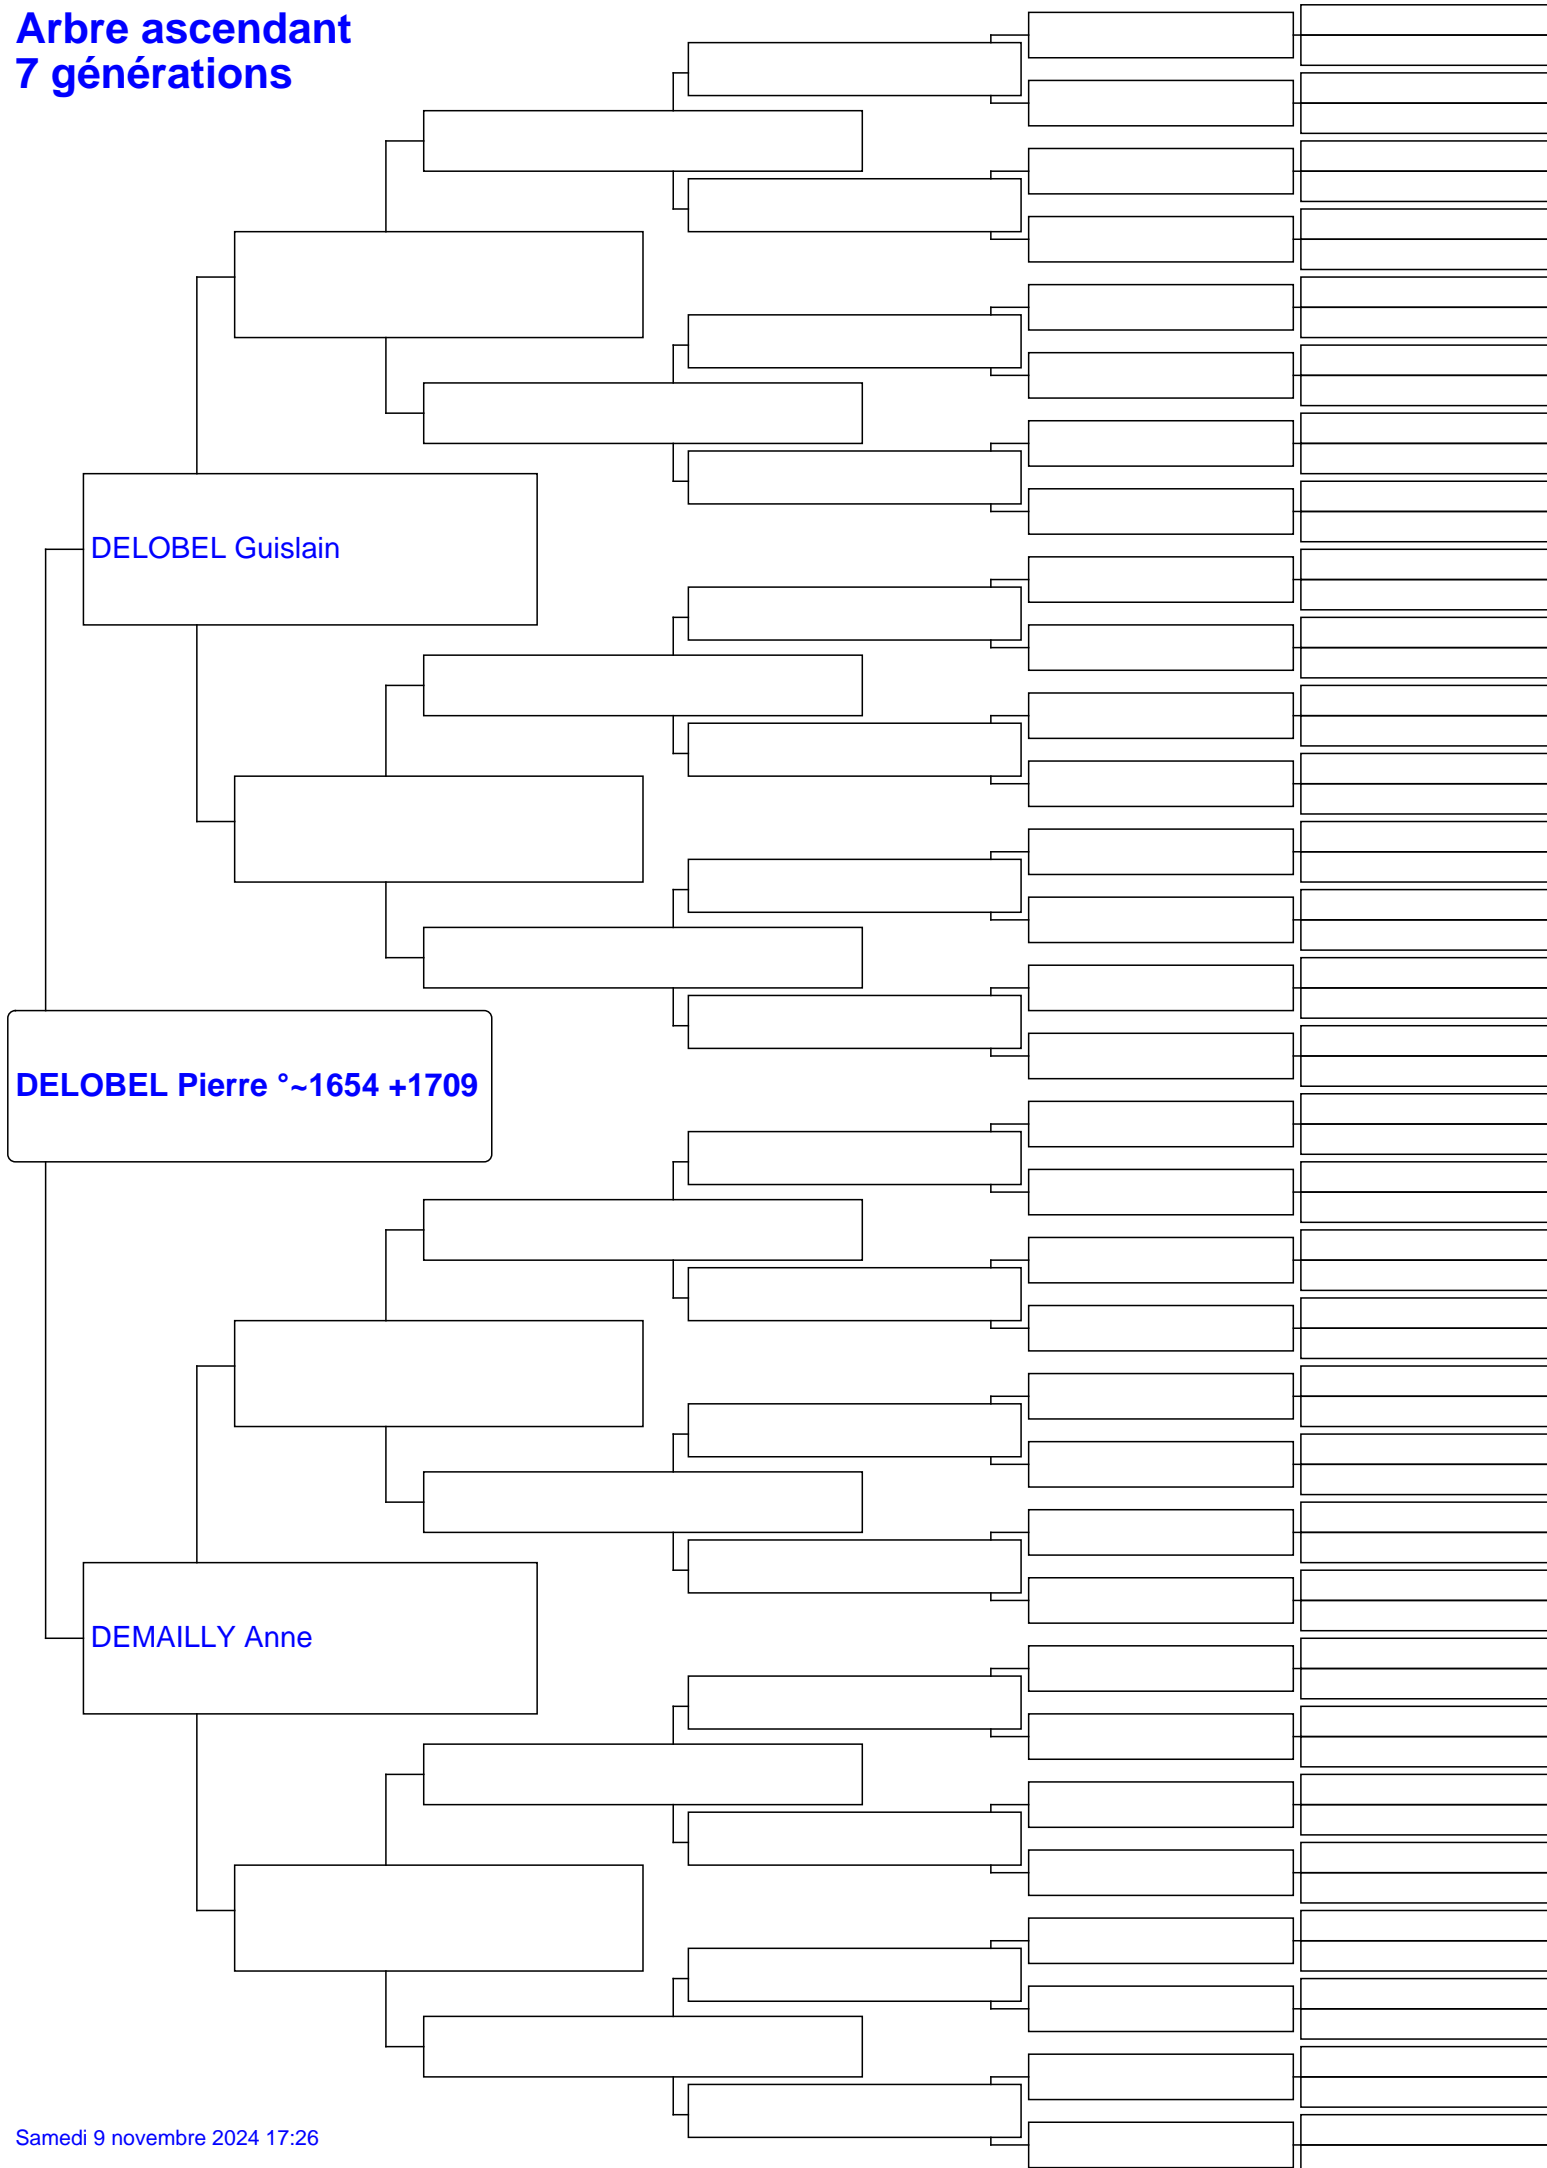 Arbre ascendant
7 générations
DELOBEL Guislain
DELOBEL Pierre °~1654 +1709
DEMAILLY Anne
Samedi 9 novembre 2024 17:26